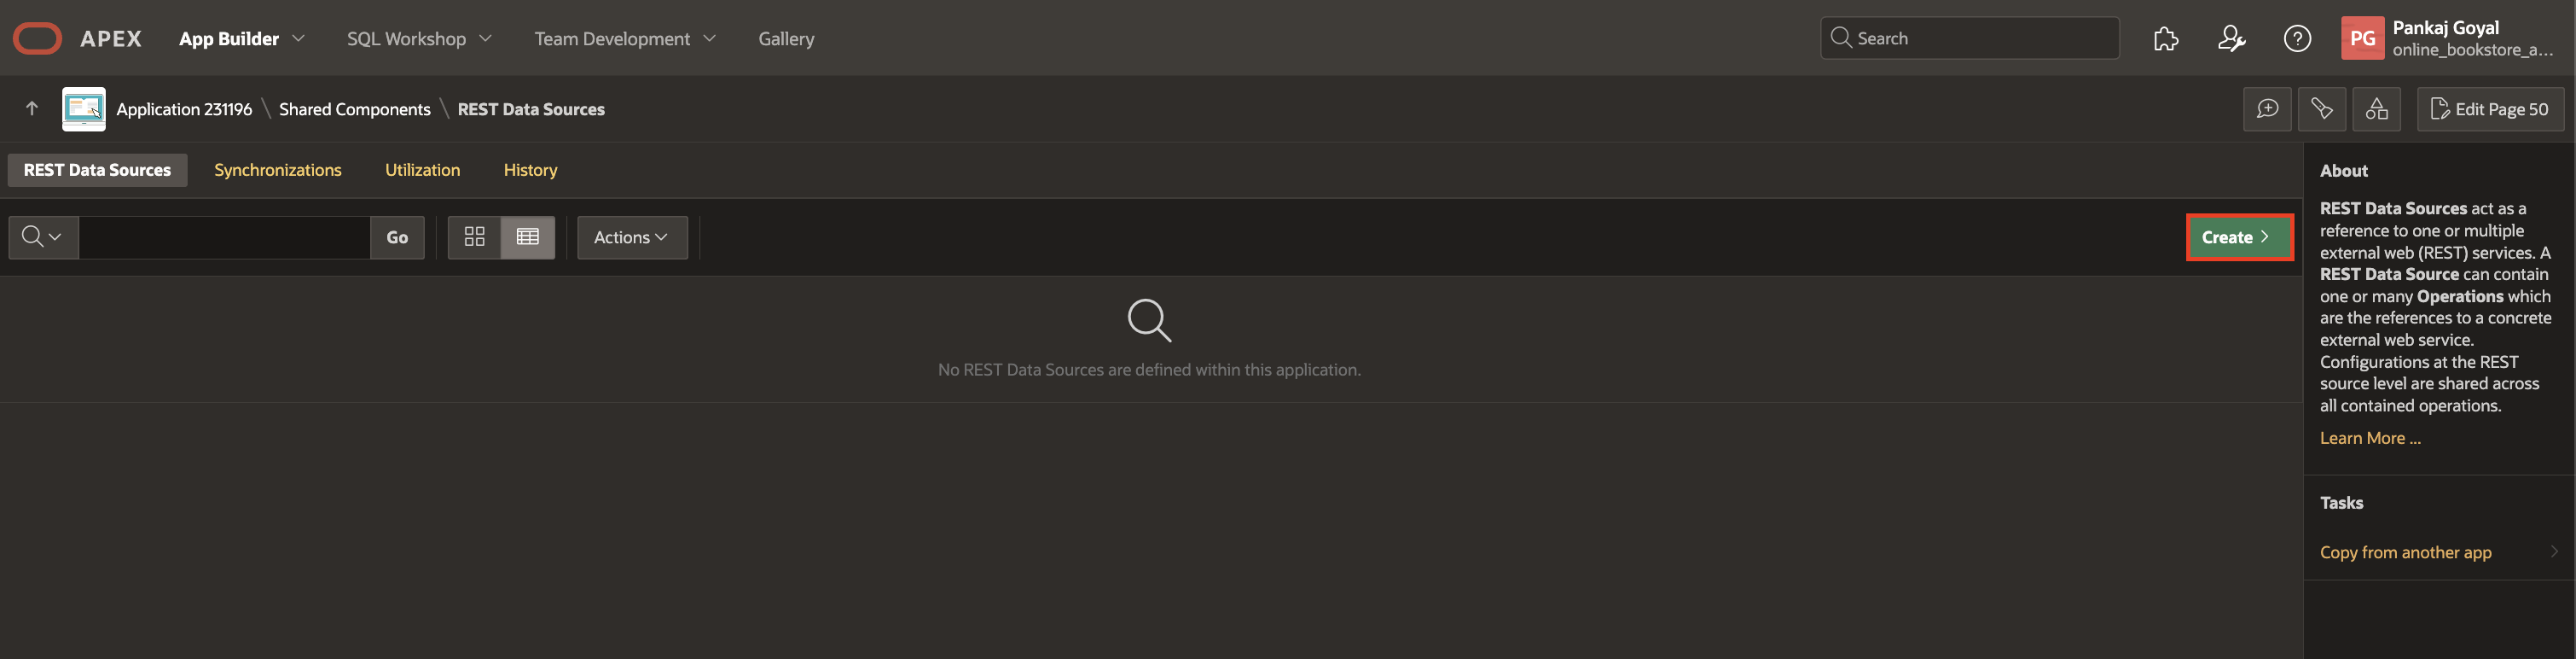 APEX App Builder SQL Workshop Team Development Gallery Search PG Pankaj Goyal
online_bookstore_a...
Application 231196 \ Shared Components \ REST Data Sources Edit Page 50
REST Data Sources Synchronizations Utilization History
Go Actions Create
No REST Data Sources are defined within this application.
About
REST Data Sources act as a
reference to one or multiple
external web (REST) services. A
REST Data Source can contain
one or many Operations which
are the references to a concrete
external web service.
Configurations at the REST
source level are shared across
all contained operations.
Learn More ...
Tasks
Copy from another app